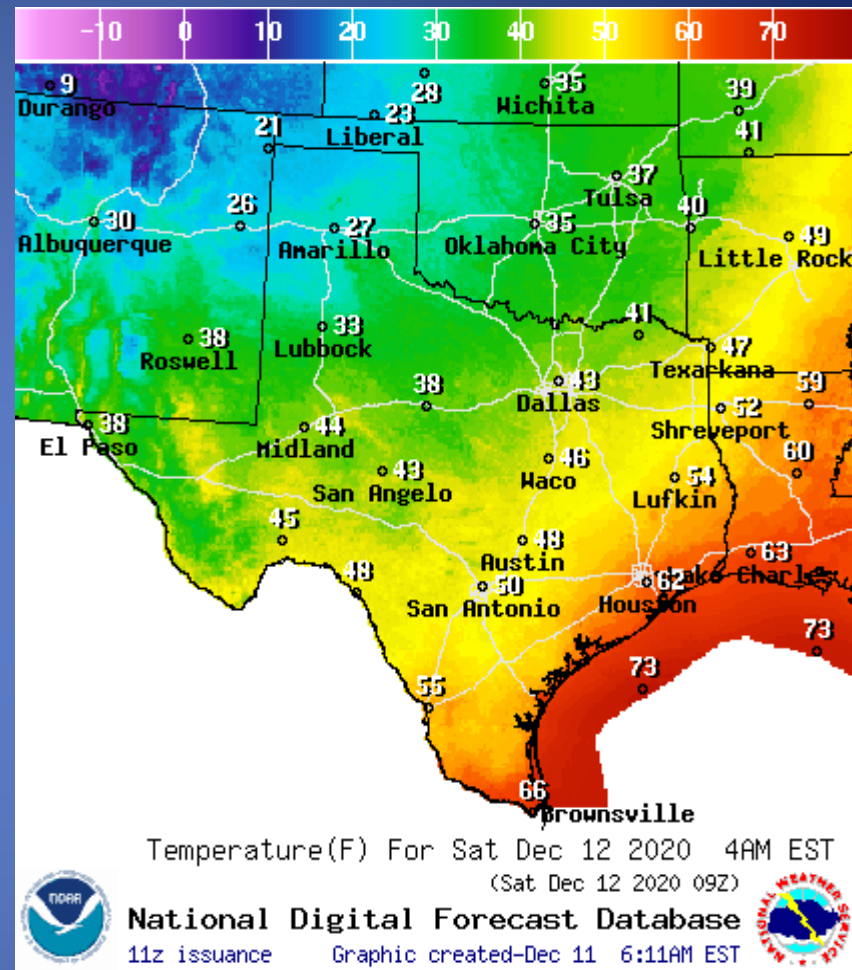 -10 0 10 20 30 40 50 60 70
9 28 35 39
Durango Wichita
21 23 41
Liberal
37
Tulsa
30 26 27 35 40 49
Albuquerque Amarillo Oklahoma City Little Rock
38 33 41
Roswell Lubbock 47
Texarkana
38 43 59
Dallas 52
38 44 Shreveport
El Paso Midland
43 46 54 60
San Angelo Waco Lufkin
45 48 63
Austin
48 50 62 Lake Charles
San Antonio Houston
73
73
55
66
Brownsville
Temperature(F) For Sat Dec 12 2020 4AM EST
(Sat Dec 12 2020 09Z)
NOAA
NATIONAL WEATHER SERVICE
National Digital Forecast Database
11z issuance Graphic created-Dec 11 6:11AM EST